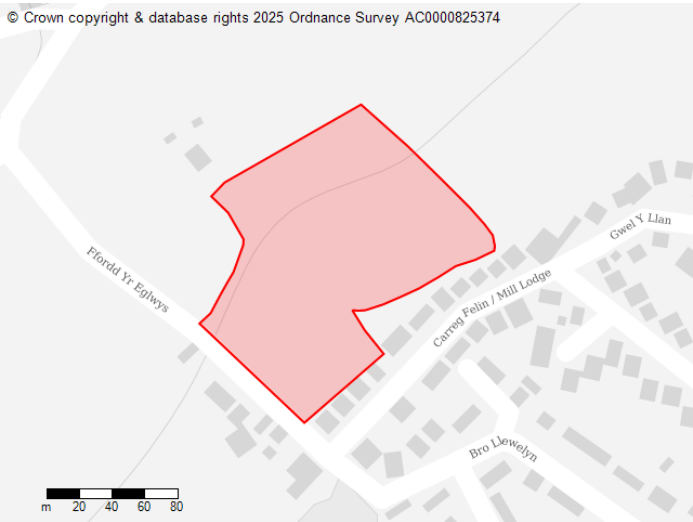 © Crown copyright & database rights 2025 Ordnance Survey AC0000825374
Gwel Y Llan
Ffordd Yr Eglwys
Carreg Felin / Mill Lodge
Bro Llewelyn
m 20 40 60 80